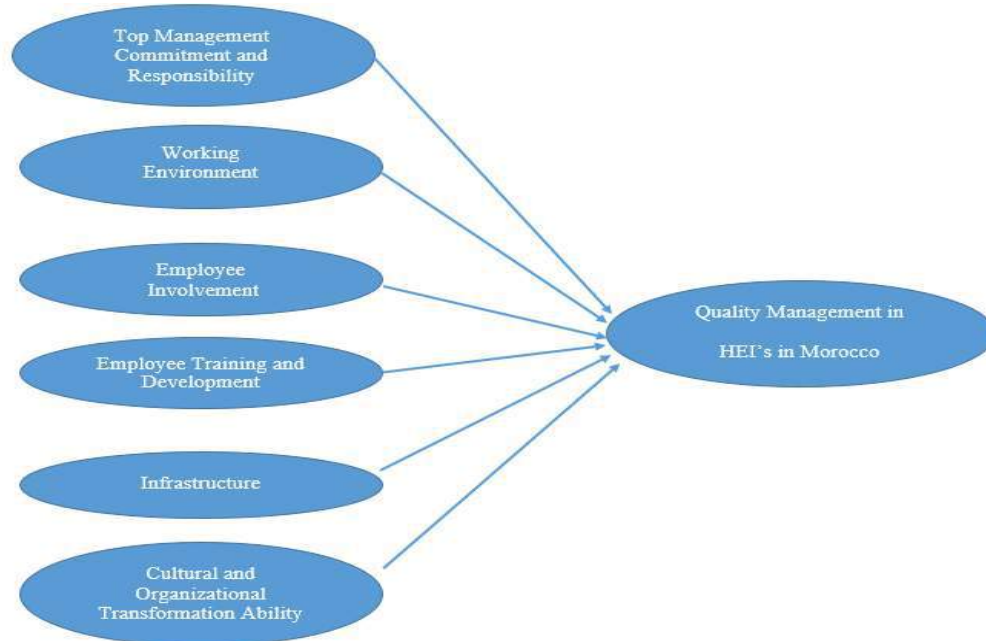 Top Management
Commitment and
Responsibility
Working
Environment
Employee
Involvement
Employee Training and
Development
Infrastructure
Cultural and
Organizational
Transformation Ability
Quality Management in
HEI's in Morocco